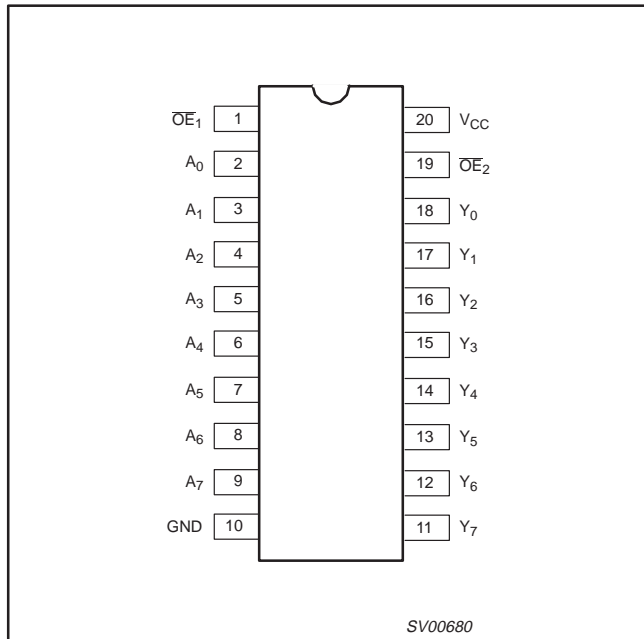 OE1 1 20 VCC
A0 2 19 OE2
A1 3 18 Y0
A2 4 17 Y1
A3 5 16 Y2
A4 6 15 Y3
A5 7 14 Y4
A6 8 13 Y5
A7 9 12 Y6
GND 10 11 Y7
SV00680